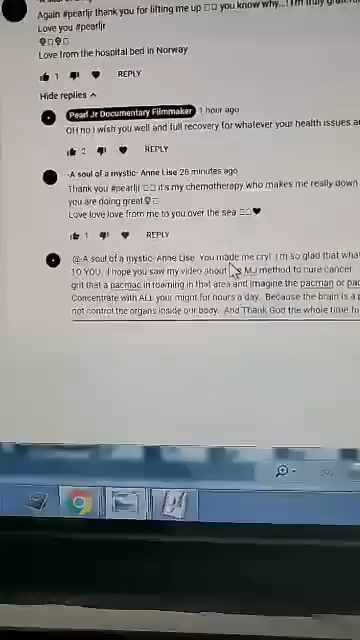 Again #pearljr thank you for lifting me up you know why...! I'm truly
Love you #pearljr
Love from the hospital bed in Norway
1 REPLY
Hide replies
Pearl Jr Documentary Filmmaker 1 hour ago
OH no I wish you well and full recovery for whatever your health issues
2 REPLY
-A soul of a mystic- Anne Lise 28 minutes ago
Thank you #pearljr it's my chemotherapy who makes me really down
you are doing great
Love love love from me to you over the sea
1 REPLY
@-A soul of a mystic- Anne Lise You made me cry! I'm so glad that
TO YOU. I hope you saw my video about MJ method to cure cancer
grit that a pacmac in roaming in that area and imagine the pacman or
Concentrate with ALL your might for hours a day. Because the brain is a
not control the organs inside our body. And Thank God the whole time